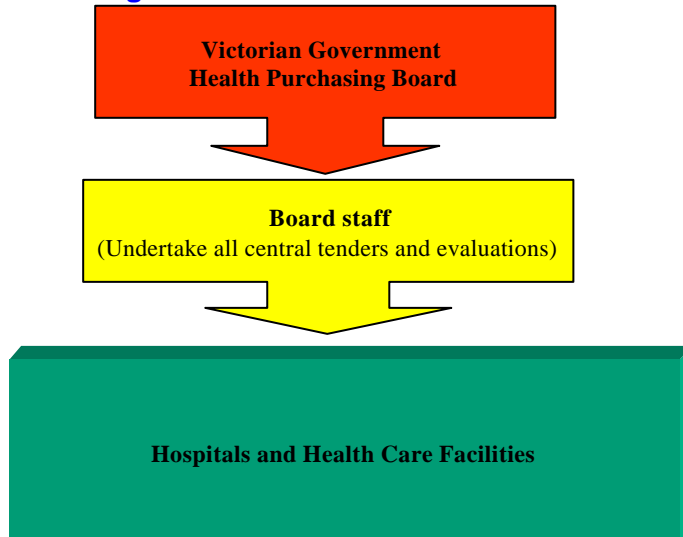 Victorian Government
Health Purchasing Board
Board staff
(Undertake all central tenders and evaluations)
Hospitals and Health Care Facilities